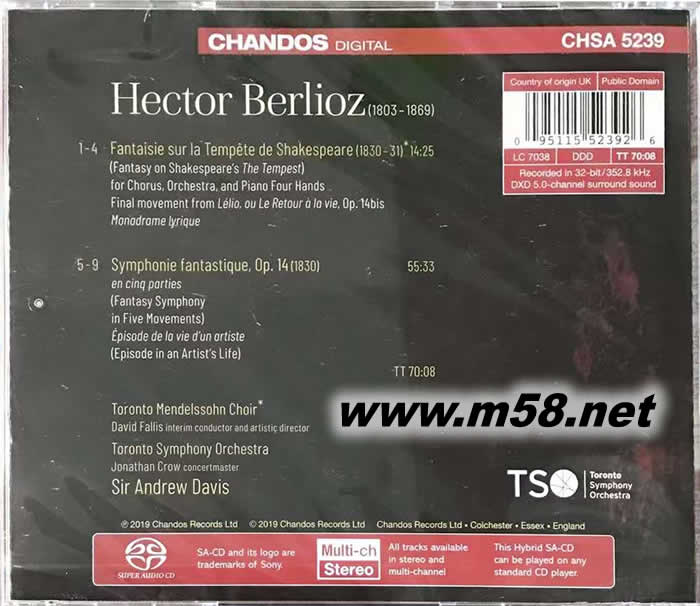 CHANDOS DIGITAL CHSA 5239
Hector Berlioz (1803-1869)
Country of origin UK Public Domain
0 95115 52392 6
LC 7038 DDD TT 70:08
Recorded in 32-bit/352.8 kHz
DXD 5.0-channel surround sound
1-4 Fantaisie sur la Tempête de Shakespeare (1830-31)* 14:25
(Fantasy on Shakespeare's The Tempest)
for Chorus, Orchestra, and Piano Four Hands
Final movement from Lélio, ou Le Retour à la vie, Op. 14bis
Monodrame lyrique
5-9 Symphonie fantastique, Op. 14 (1830) 55:33
en cinq parties
(Fantasy Symphony
in Five Movements)
Épisode de la vie d'un artiste
(Episode in an Artist's Life)
TT 70:08
www.m58.net
Toronto Mendelssohn Choir*
David Fallis interim conductor and artistic director
Toronto Symphony Orchestra
Jonathan Crow concertmaster
Sir Andrew Davis
TSO Toronto
Symphony
Orchestra
℗ 2019 Chandos Records Ltd © 2019 Chandos Records Ltd Chandos Records Ltd • Colchester • Essex • England
SUPER AUDIO CD
SA-CD and its logo are
trademarks of Sony.
Multi-ch
Stereo
All tracks available
in stereo and
multi-channel
This Hybrid SA-CD
can be played on any
standard CD player.